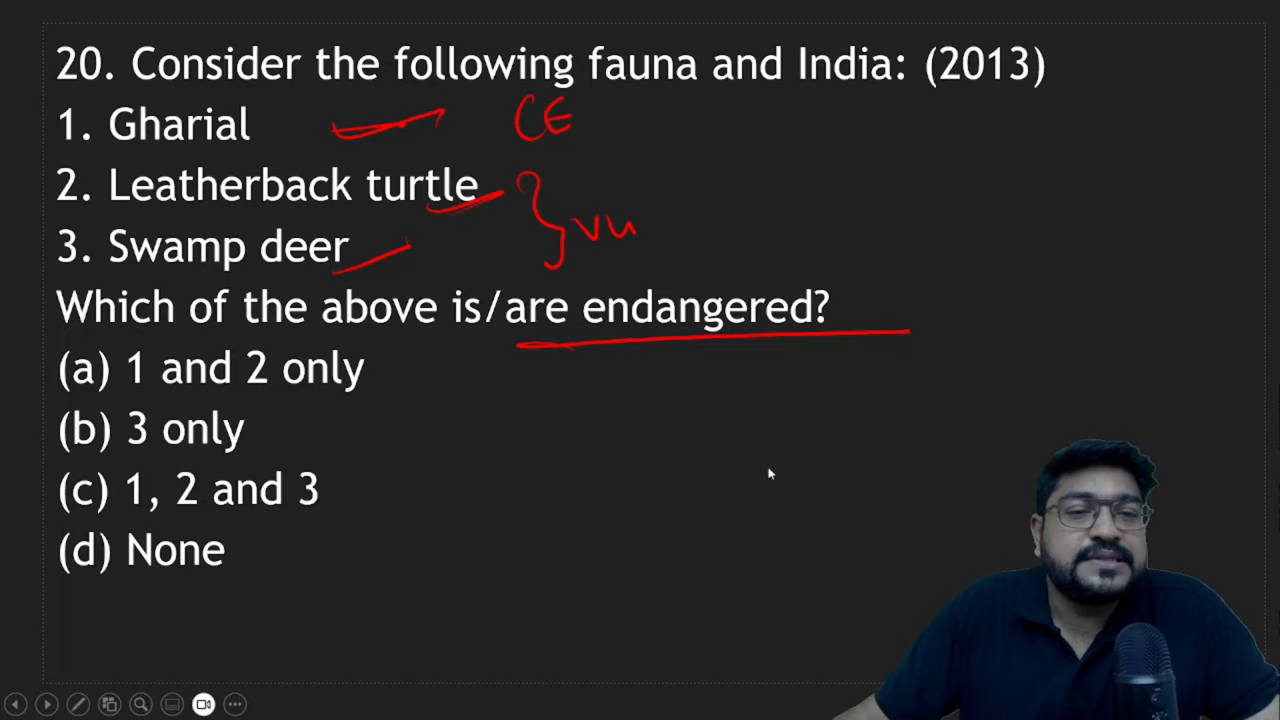 20. Consider the following fauna and India: (2013)
1. Gharial CE
2. Leatherback turtle
3. Swamp deer } vu
Which of the above is/are endangered?
(a) 1 and 2 only
(b) 3 only
(c) 1, 2 and 3
(d) None